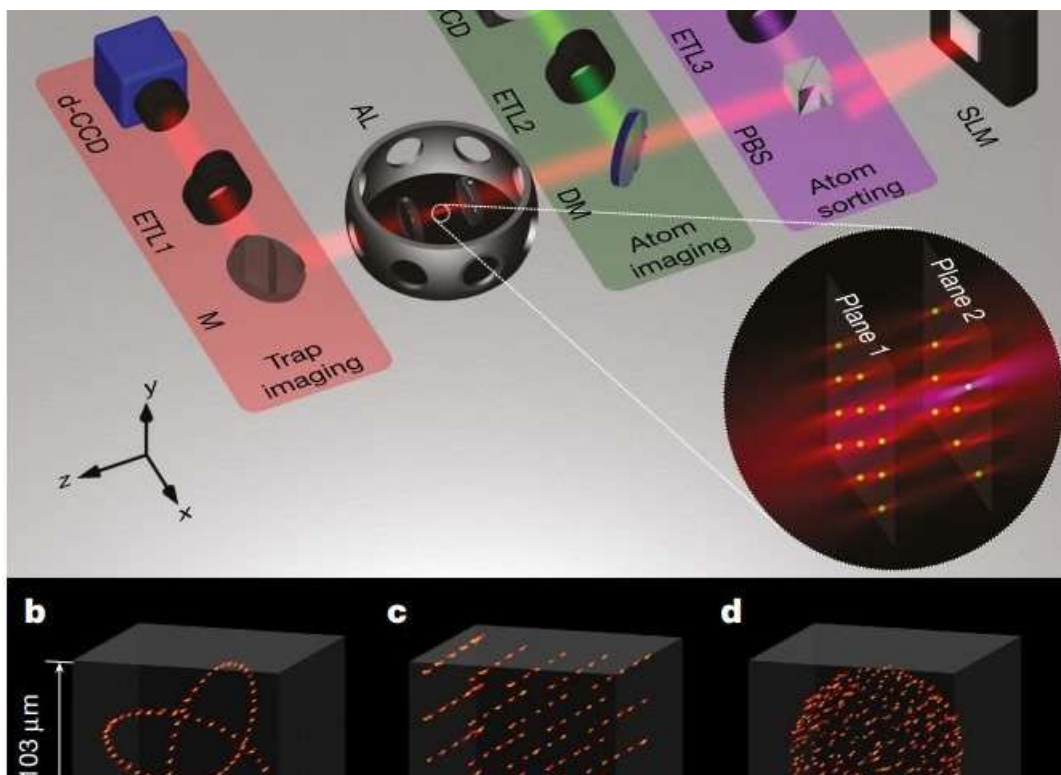 d-CCD
ETL1
M
Trap
imaging
AL
CCD
ETL2
DM
Atom
imaging
ETL3
PBS
Atom
sorting
SLM
Plane 1
Plane 2
y
z
x
b
c
d
103 μm